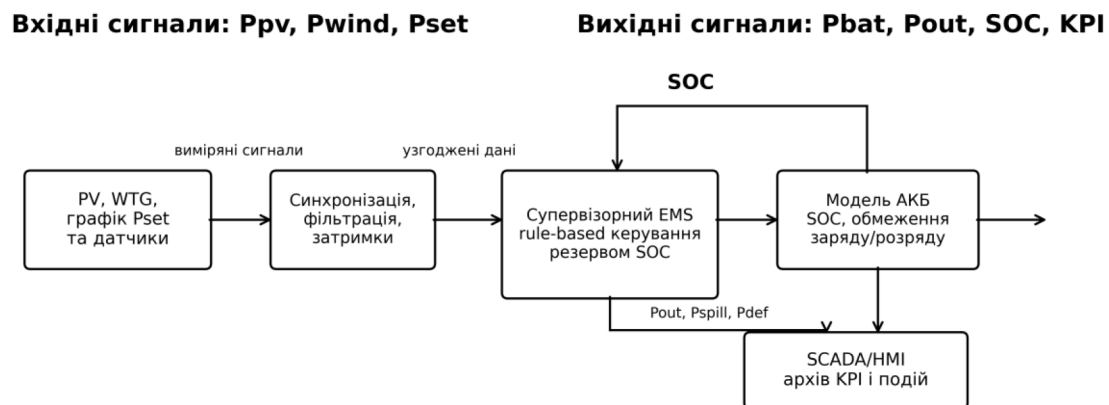 Вхідні сигнали: Ppv, Pwind, Pset
Вихідні сигнали: Pbat, Pout, SOC, KPI
SOC
виміряні сигнали
узгоджені дані
PV, WTG,
графік Pset
та датчики
Синхронізація,
фільтрація,
затримки
Супервізорний EMS
rule-based керування
резервом SOC
Модель АКБ
SOC, обмеження
заряду/розряду
Pout, Pspill, Pdef
SCADA/HMI
архів KPI і подій